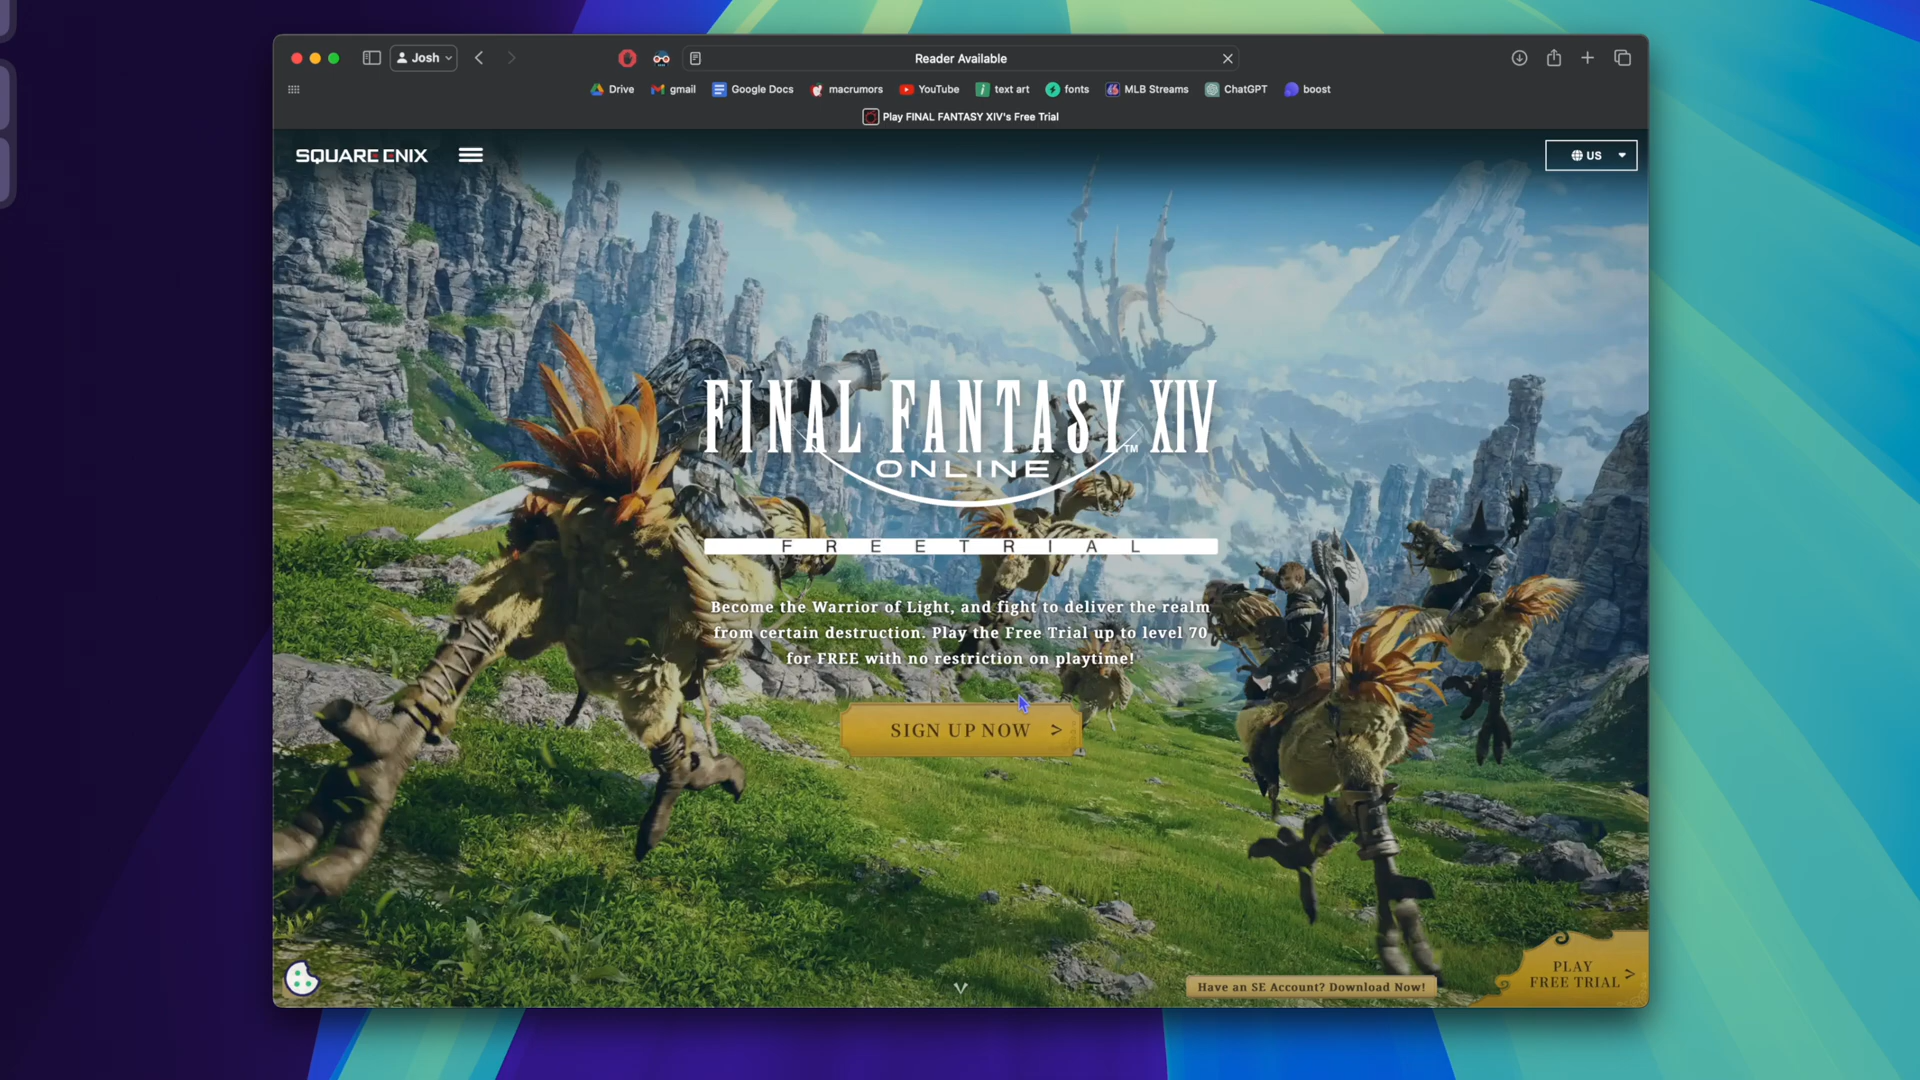 Josh
Reader Available
Drive
gmail
Google Docs
macrumors
YouTube
text art
fonts
MLB Streams
ChatGPT
boost
Play FINAL FANTASY XIV's Free Trial
SQUARE ENIX
US
FINAL FANTASY XIV
TM
ONLINE
FREE TRIAL
Become the Warrior of Light, and fight to deliver the realm
from certain destruction. Play the Free Trial up to level 70
for FREE with no restriction on playtime!
SIGN UP NOW >
Have an SE Account? Download Now!
PLAY
FREE TRIAL >